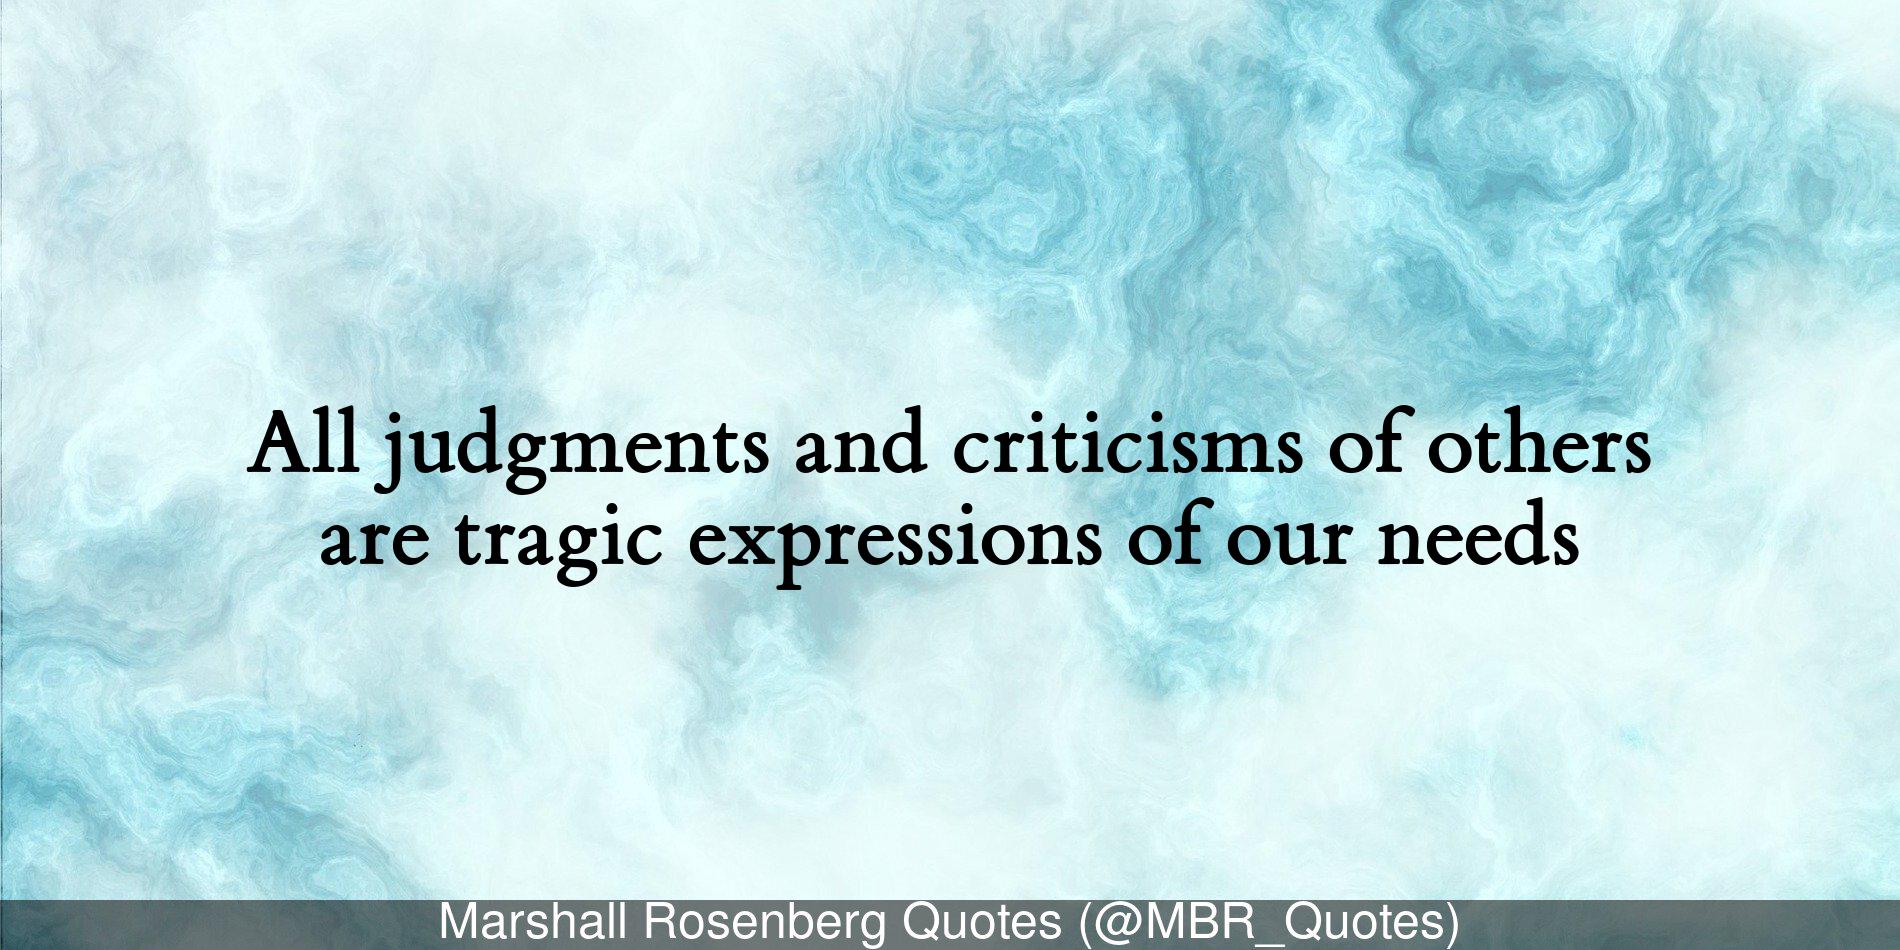 All judgments and criticisms of others
are tragic expressions of our needs
Marshall Rosenberg Quotes (@MBR_Quotes)